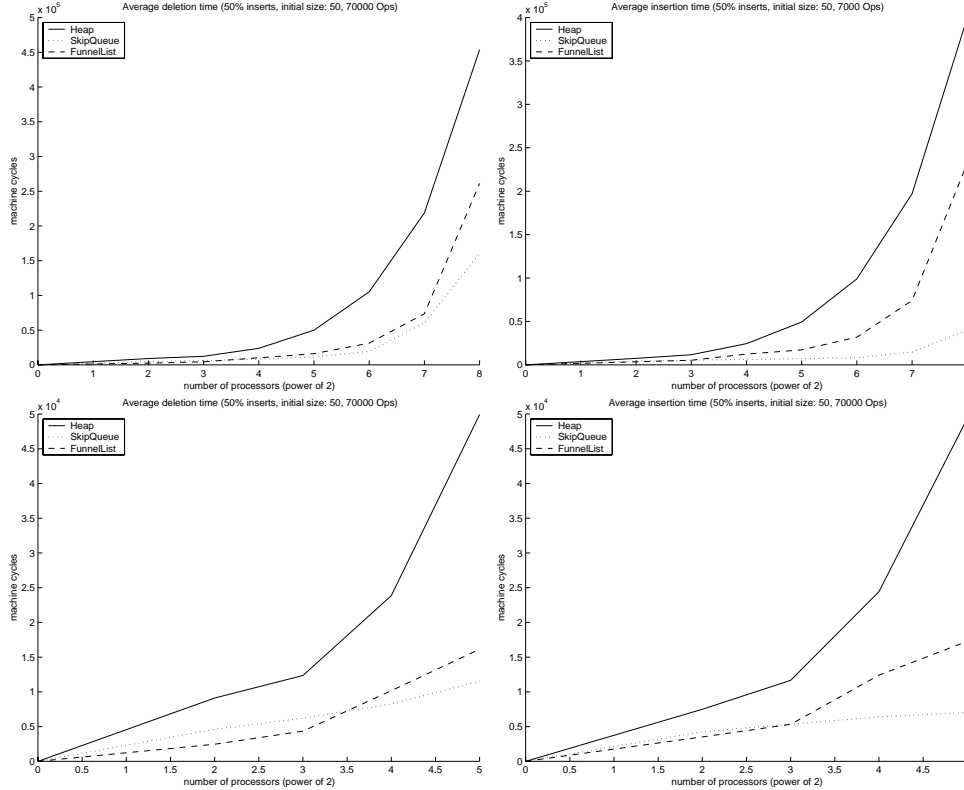 Average deletion time (50% inserts, initial size: 50, 70000 Ops)
x 10⁵
Heap
SkipQueue
FunnelList
5
4.5
4
3.5
3
2.5
2
1.5
1
0.5
0
machine cycles
0 1 2 3 4 5 6 7 8
number of processors (power of 2)
Average insertion time (50% inserts, initial size: 50, 7000 Ops)
x 10⁵
Heap
SkipQueue
FunnelList
4
3.5
3
2.5
2
1.5
1
0.5
0
machine cycles
0 1 2 3 4 5 6 7
number of processors (power of 2)
Average deletion time (50% inserts, initial size: 50, 70000 Ops)
x 10⁴
Heap
SkipQueue
FunnelList
5
4.5
4
3.5
3
2.5
2
1.5
1
0.5
0
machine cycles
0 0.5 1 1.5 2 2.5 3 3.5 4 4.5 5
number of processors (power of 2)
Average insertion time (50% inserts, initial size: 50, 70000 Ops)
x 10⁴
Heap
SkipQueue
FunnelList
5
4.5
4
3.5
3
2.5
2
1.5
1
0.5
0
machine cycles
0 0.5 1 1.5 2 2.5 3 3.5 4 4.5
number of processors (power of 2)